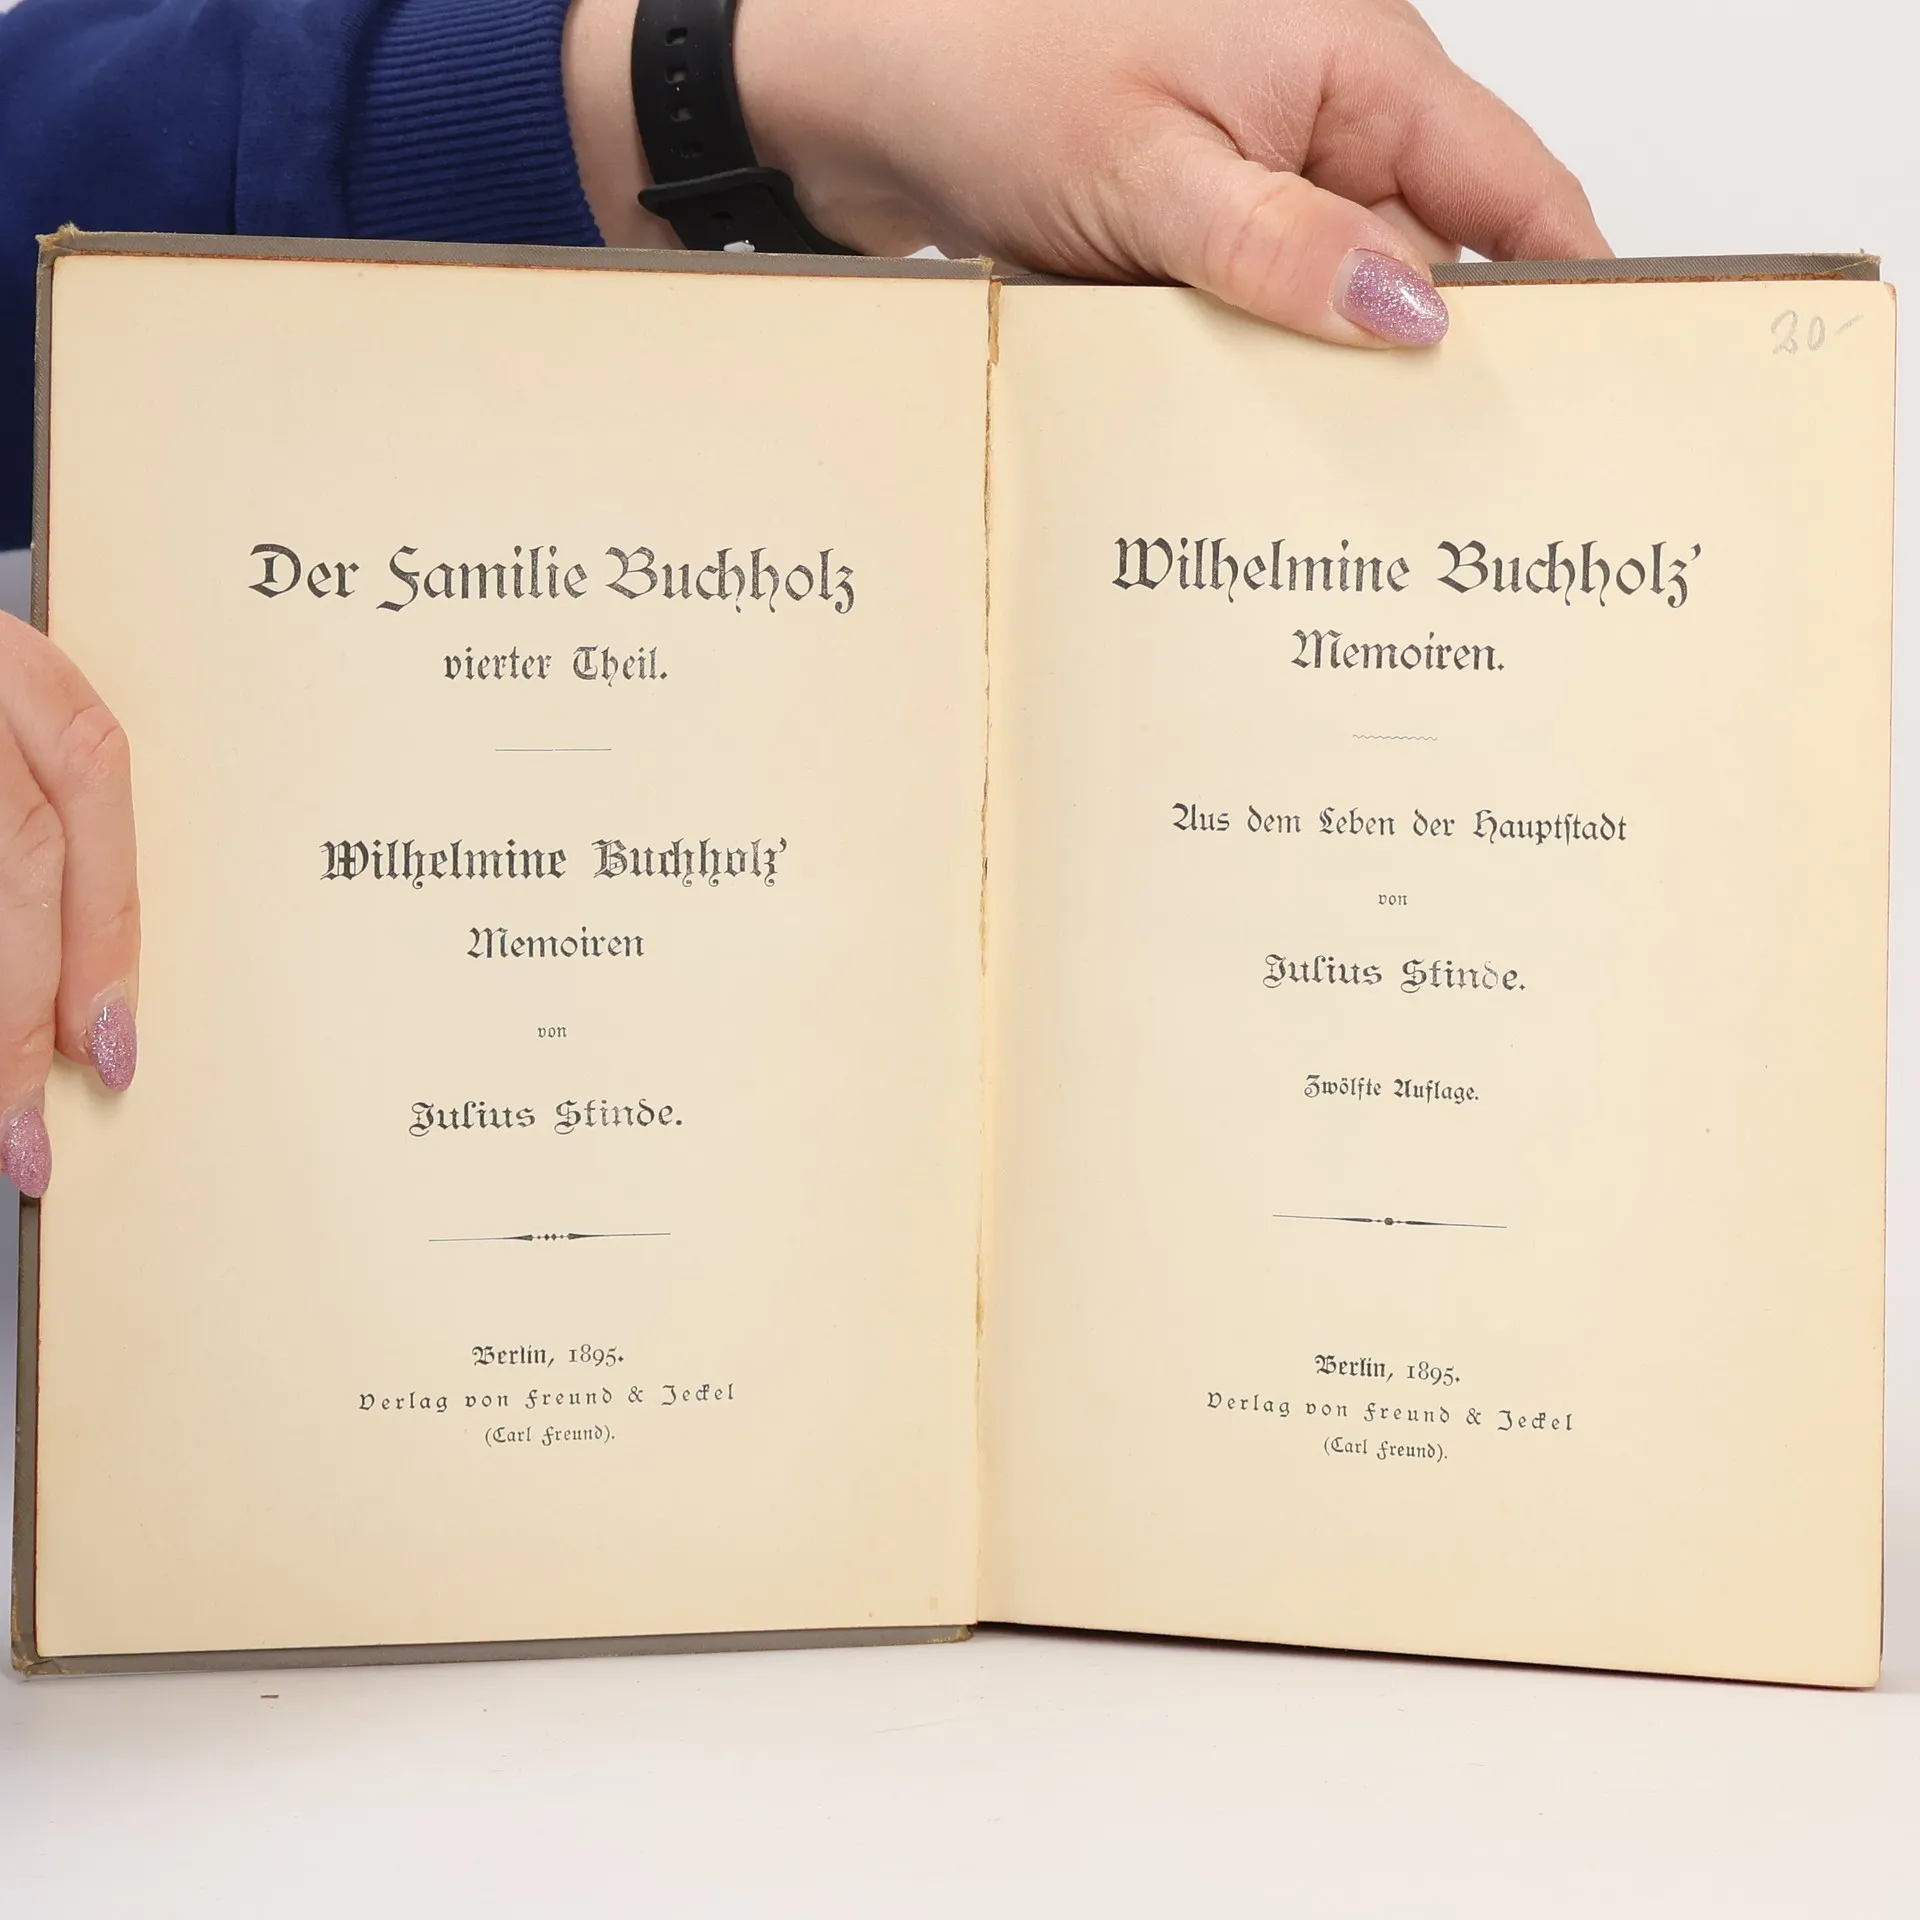 Der Familie Buchholz
vierter Theil.
Wilhelmine Buchholz'
Memoiren
von
Julius Stinde.
Berlin, 1895.
Verlag von Freund & Jeckel
(Carl Freund).
20-
Wilhelmine Buchholz'
Memoiren.
Aus dem Leben der Hauptſtadt
von
Julius Stinde.
Zwölfte Auflage.
Berlin, 1895.
Verlag von Freund & Jeckel
(Carl Freund).